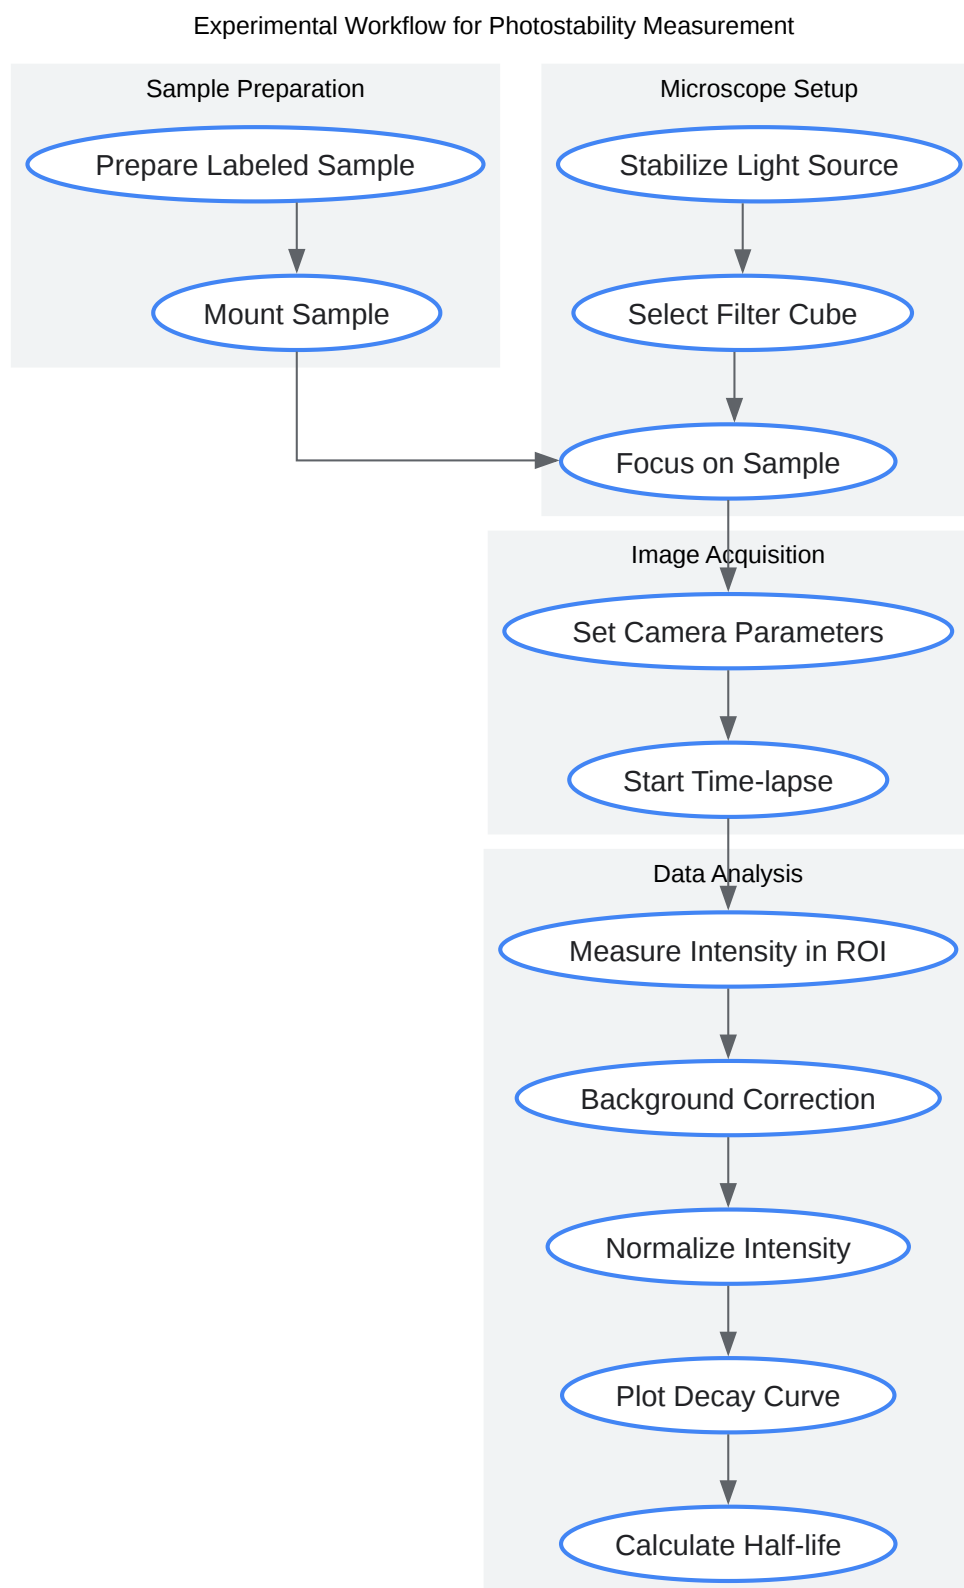 Experimental Workflow for Photostability Measurement
Sample Preparation
Prepare Labeled Sample
Mount Sample
Microscope Setup
Stabilize Light Source
Select Filter Cube
Focus on Sample
Image Acquisition
Set Camera Parameters
Start Time-lapse
Data Analysis
Measure Intensity in ROI
Background Correction
Normalize Intensity
Plot Decay Curve
Calculate Half-life